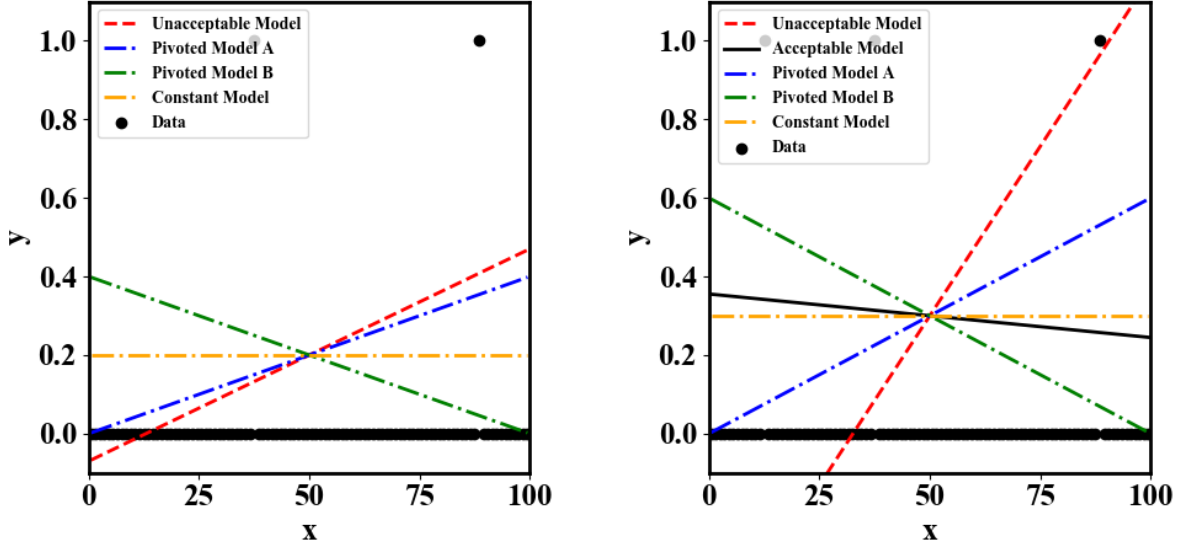 Unacceptable Model
Pivoted Model A
Pivoted Model B
Constant Model
Data
1.0
0.8
0.6
0.4
0.2
0.0
y
0
25
50
75
100
x
Unacceptable Model
Acceptable Model
Pivoted Model A
Pivoted Model B
Constant Model
Data
1.0
0.8
0.6
0.4
0.2
0.0
y
0
25
50
75
100
x